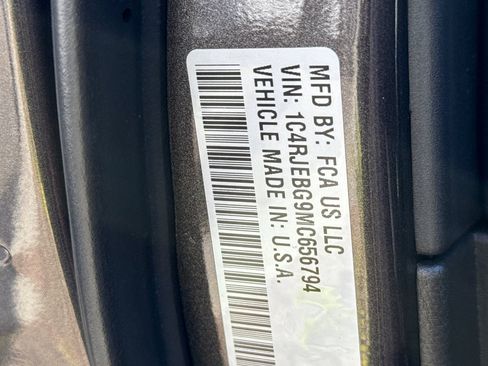 MFD BY: FCA US LLC
VIN: 1C4RJEBG9MC656794
VEHICLE MADE IN: U.S.A.